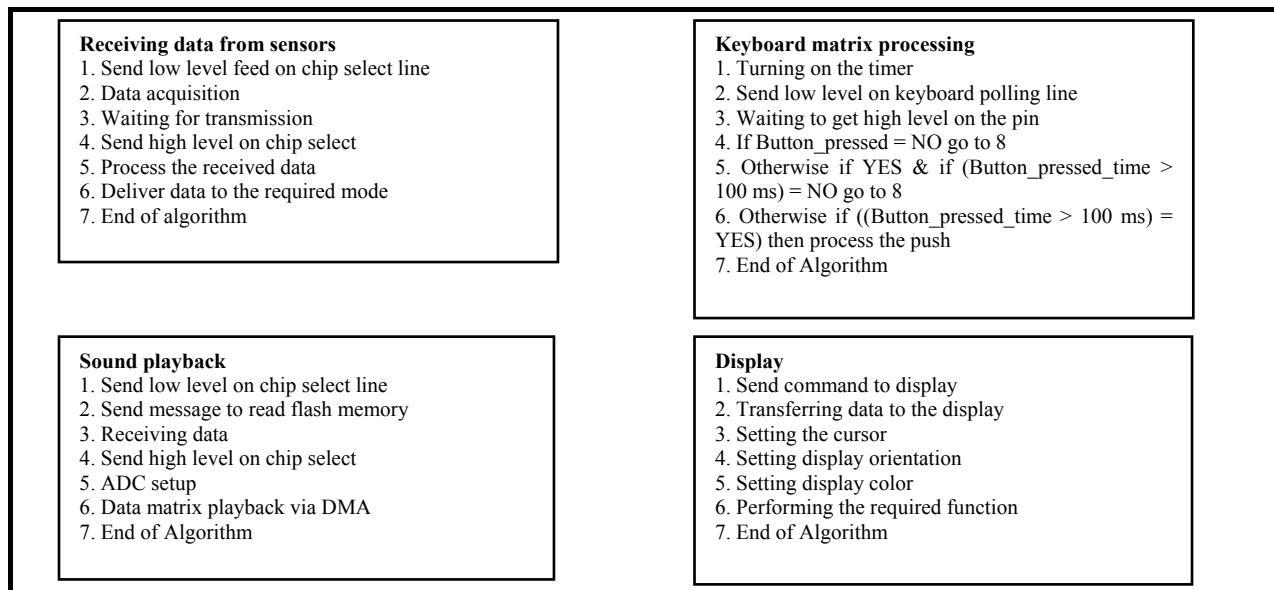 Receiving data from sensors
1. Send low level feed on chip select line
2. Data acquisition
3. Waiting for transmission
4. Send high level on chip select
5. Process the received data
6. Deliver data to the required mode
7. End of algorithm
Keyboard matrix processing
1. Turning on the timer
2. Send low level on keyboard polling line
3. Waiting to get high level on the pin
4. If Button_pressed = NO go to 8
5. Otherwise if YES & if (Button_pressed_time >
100 ms) = NO go to 8
6. Otherwise if ((Button_pressed_time > 100 ms) =
YES) then process the push
7. End of Algorithm
Sound playback
1. Send low level on chip select line
2. Send message to read flash memory
3. Receiving data
4. Send high level on chip select
5. ADC setup
6. Data matrix playback via DMA
7. End of Algorithm
Display
1. Send command to display
2. Transferring data to the display
3. Setting the cursor
4. Setting display orientation
5. Setting display color
6. Performing the required function
7. End of Algorithm